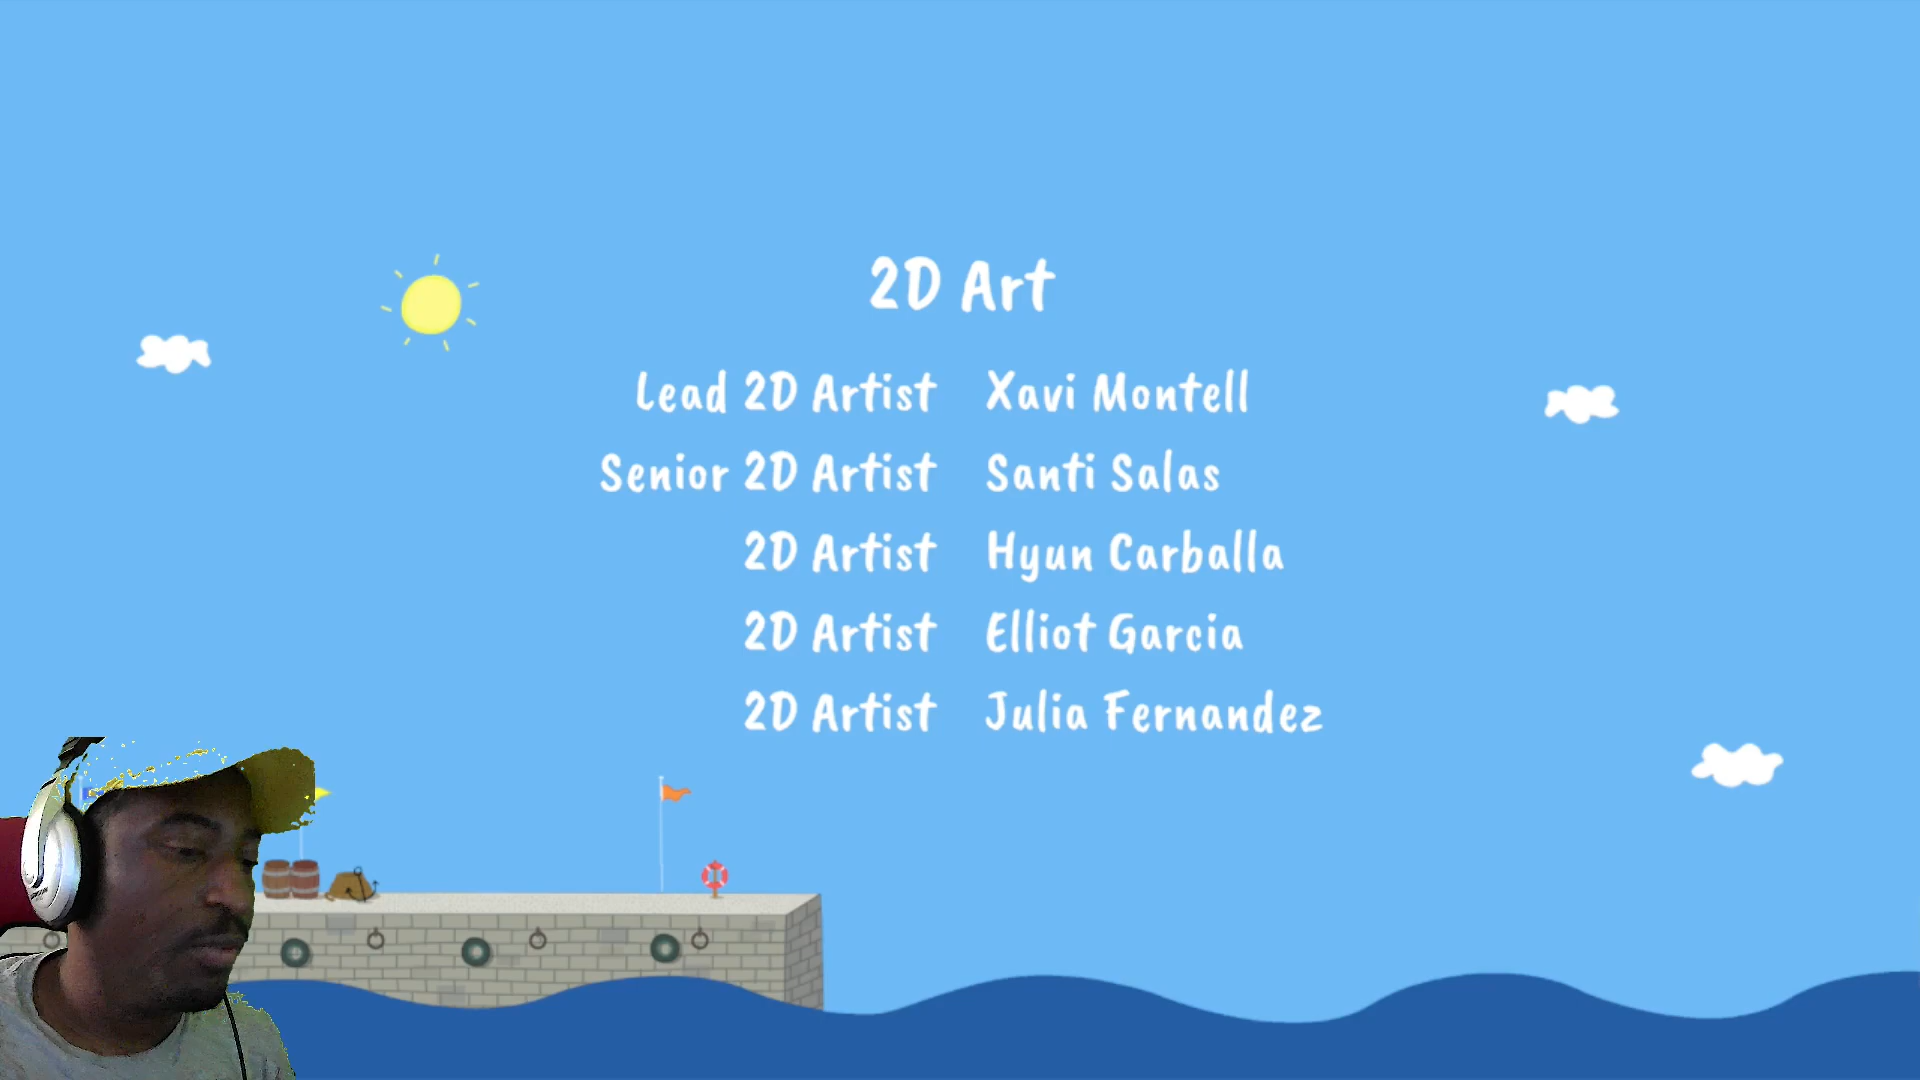 2D Art
Lead 2D Artist Xavi Montell
Senior 2D Artist Santi Salas
2D Artist Hyun Carballa
2D Artist Elliot Garcia
2D Artist Julia Fernandez